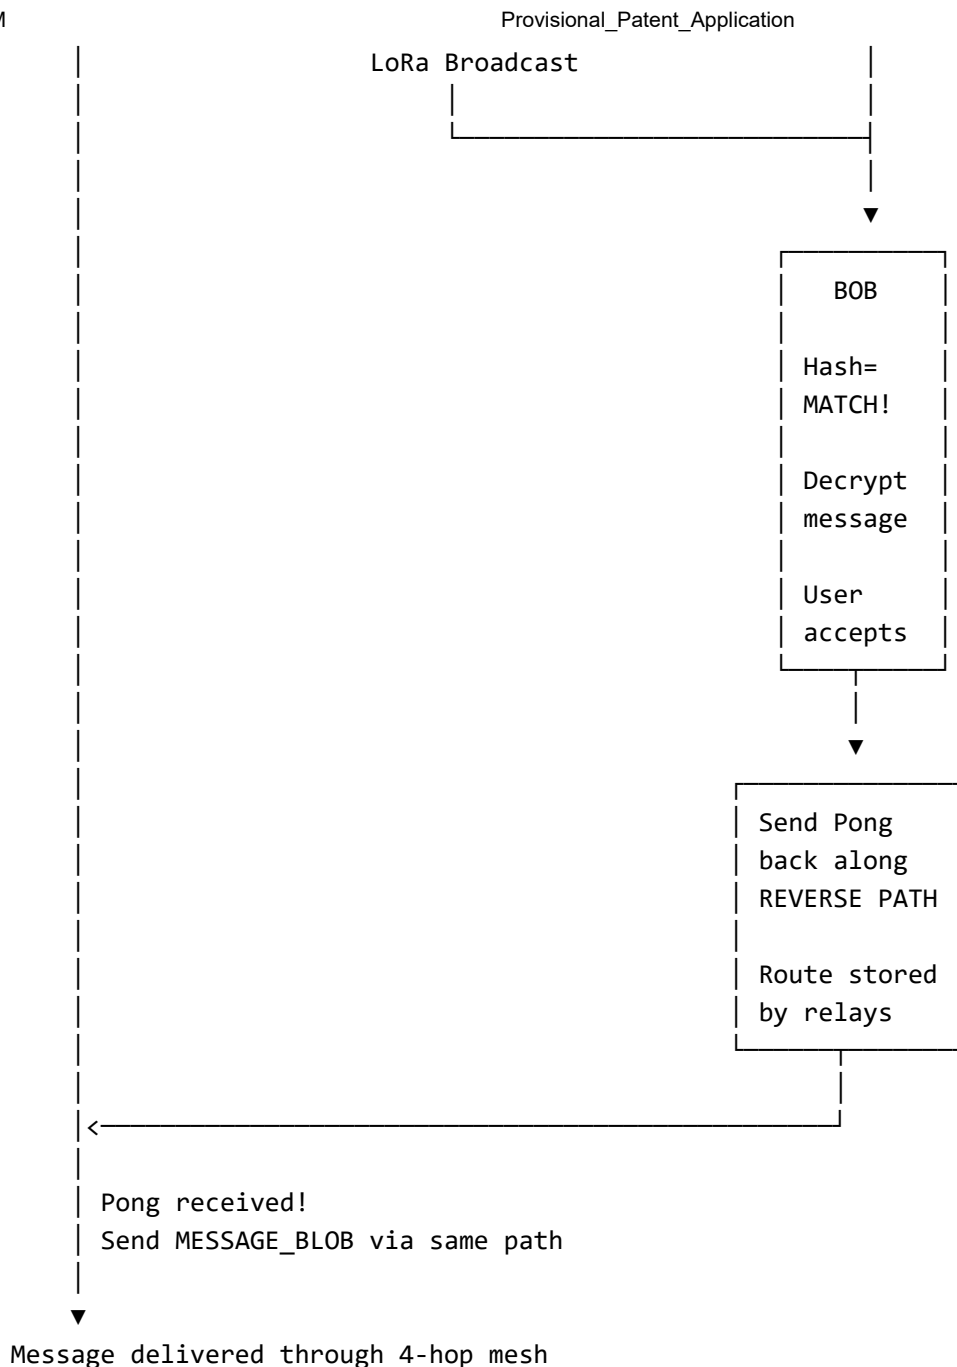 M
Provisional_Patent_Application
LoRa Broadcast
BOB
Hash=
MATCH!
Decrypt
message
User
accepts
Send Pong
back along
REVERSE PATH
Route stored
by relays
Pong received!
Send MESSAGE_BLOB via same path
Message delivered through 4-hop mesh